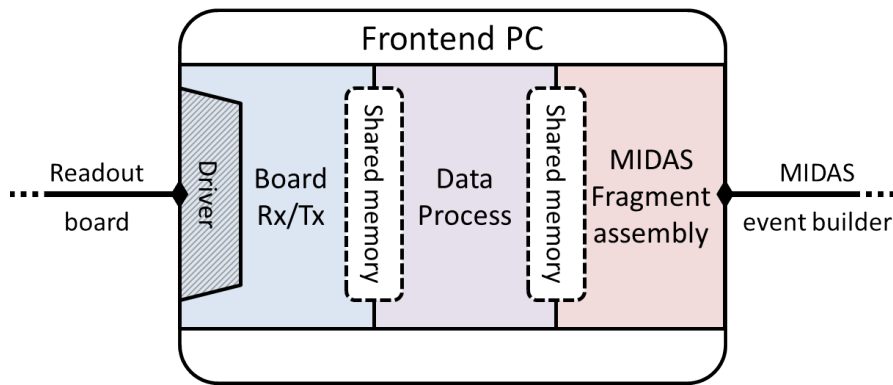 Frontend PC
Readout
board
Driver
Board
Rx/Tx
Shared memory
Data
Process
Shared memory
MIDAS
Fragment
assembly
MIDAS
event builder